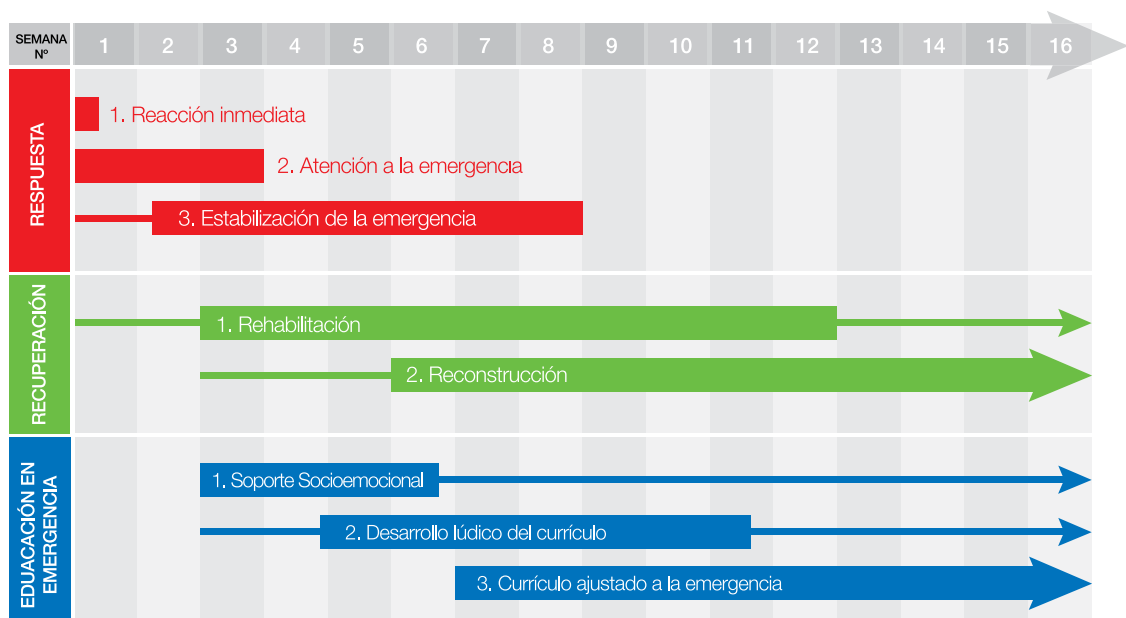 SEMANA
Nº
1 2 3 4 5 6 7 8 9 10 11 12 13 14 15 16
RESPUESTA
1. Reacción inmediata
2. Atención a la emergencia
3. Estabilización de la emergencia
RECUPERACIÓN
1. Rehabilitación
2. Reconstrucción
EDUACACIÓN EN
EMERGENCIA
1. Soporte Socioemocional
2. Desarrollo lúdico del currículo
3. Currículo ajustado a la emergencia